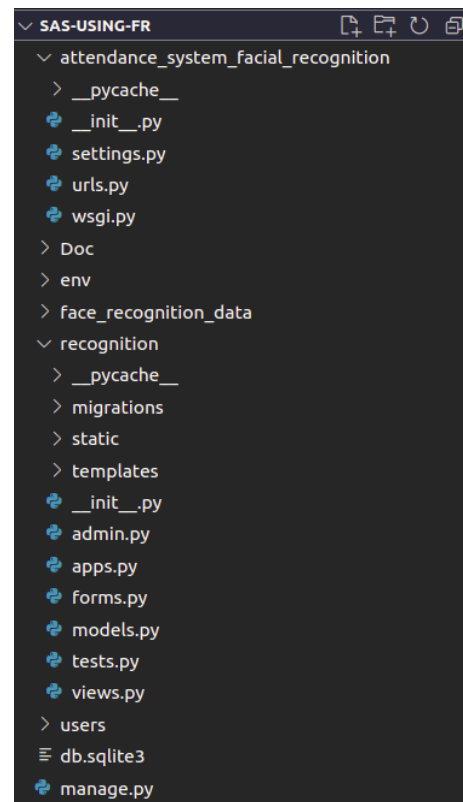 SAS-USING-FR
attendance_system_facial_recognition
__pycache__
__init__.py
settings.py
urls.py
wsgi.py
Doc
env
face_recognition_data
recognition
__pycache__
migrations
static
templates
__init__.py
admin.py
apps.py
forms.py
models.py
tests.py
views.py
users
db.sqlite3
manage.py